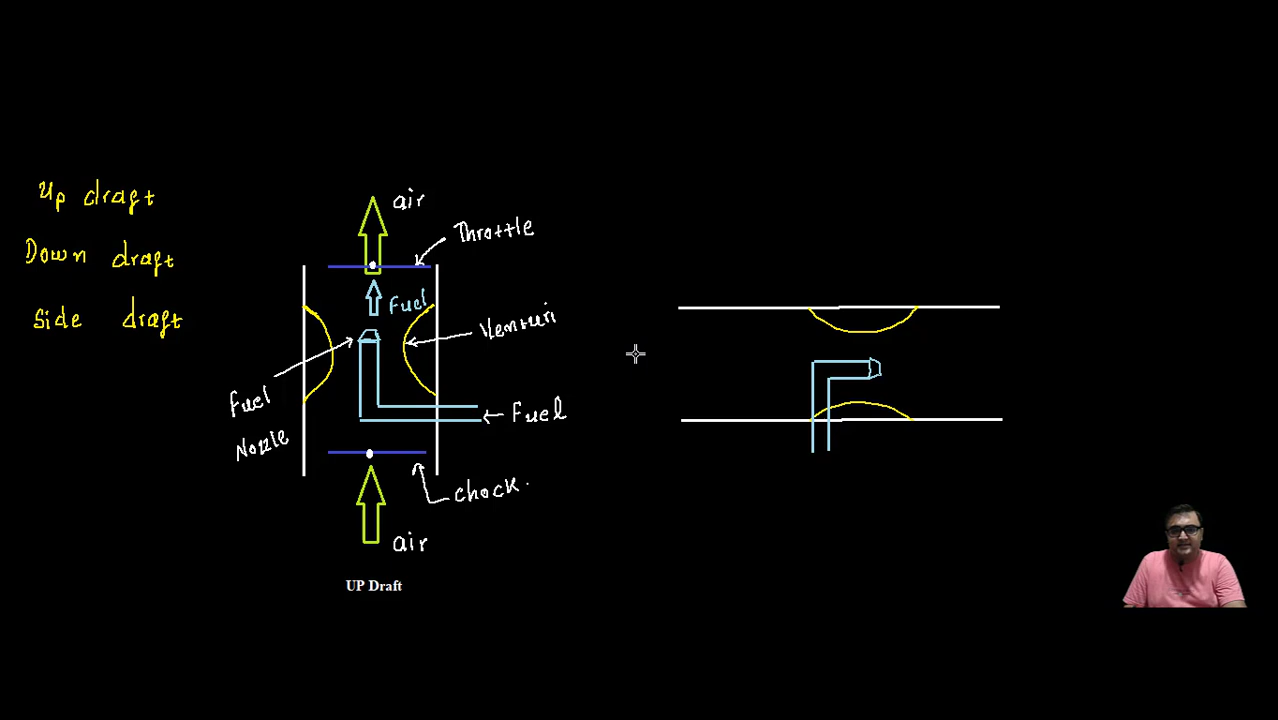 Up draft
Down draft
Side draft
air
Throttle
Fuel
Venturi
Fuel
Nozzle
Fuel
chock.
air
UP Draft